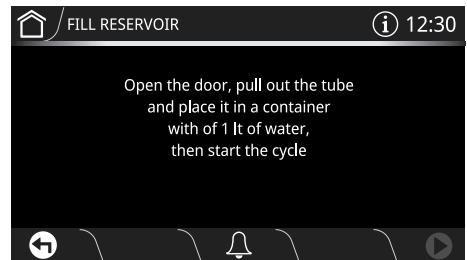 FILL RESERVOIR
i 12:30
Open the door, pull out the tube
and place it in a container
with of 1 lt of water,
then start the cycle